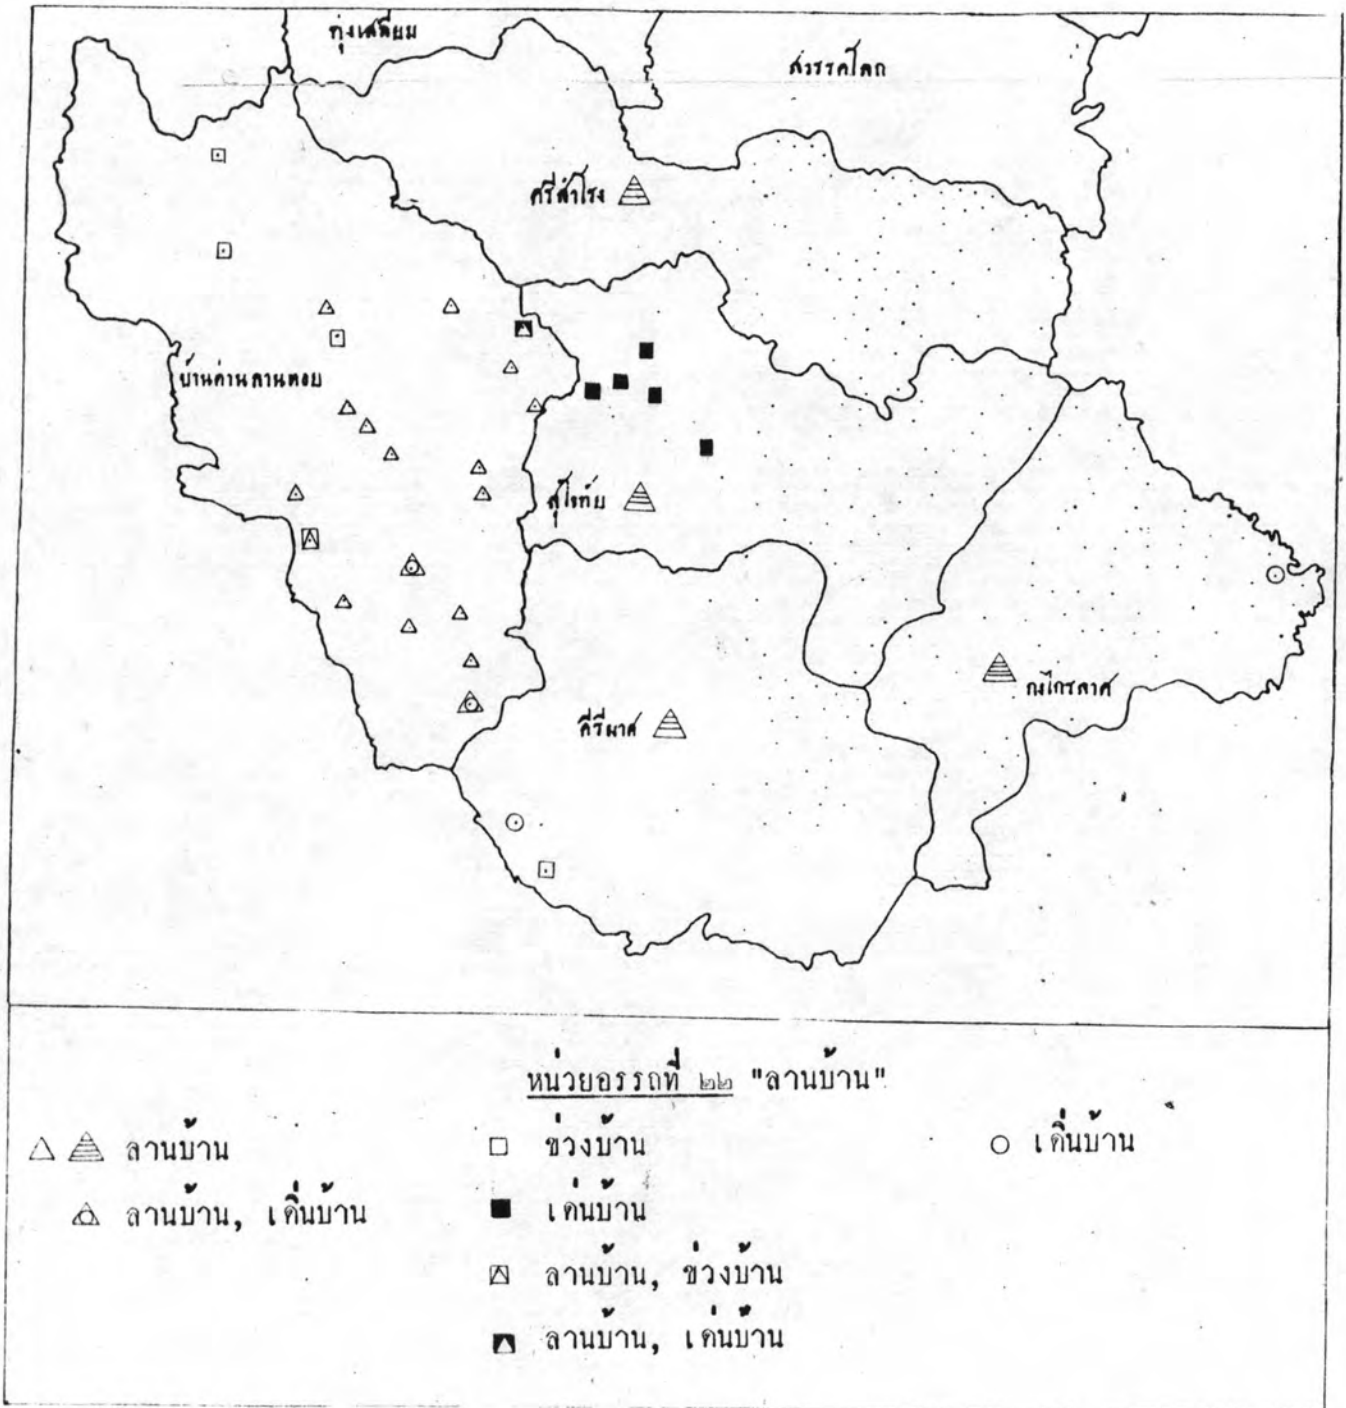 ทุ่งเสลี่ยม
สวรรคโลก
ศรีสำโรง
บ้านด่านลานหอย
สุโขทัย
กงไกรลาศ
คีรีมาศ
หน่วยอรรถที่ ๒๒ "ลานบ้าน"
ลานบ้าน
ข่วงบ้าน
เดิ่นบ้าน
ลานบ้าน, เดิ่นบ้าน
เด่นบ้าน
ลานบ้าน, ข่วงบ้าน
ลานบ้าน, เด่นบ้าน